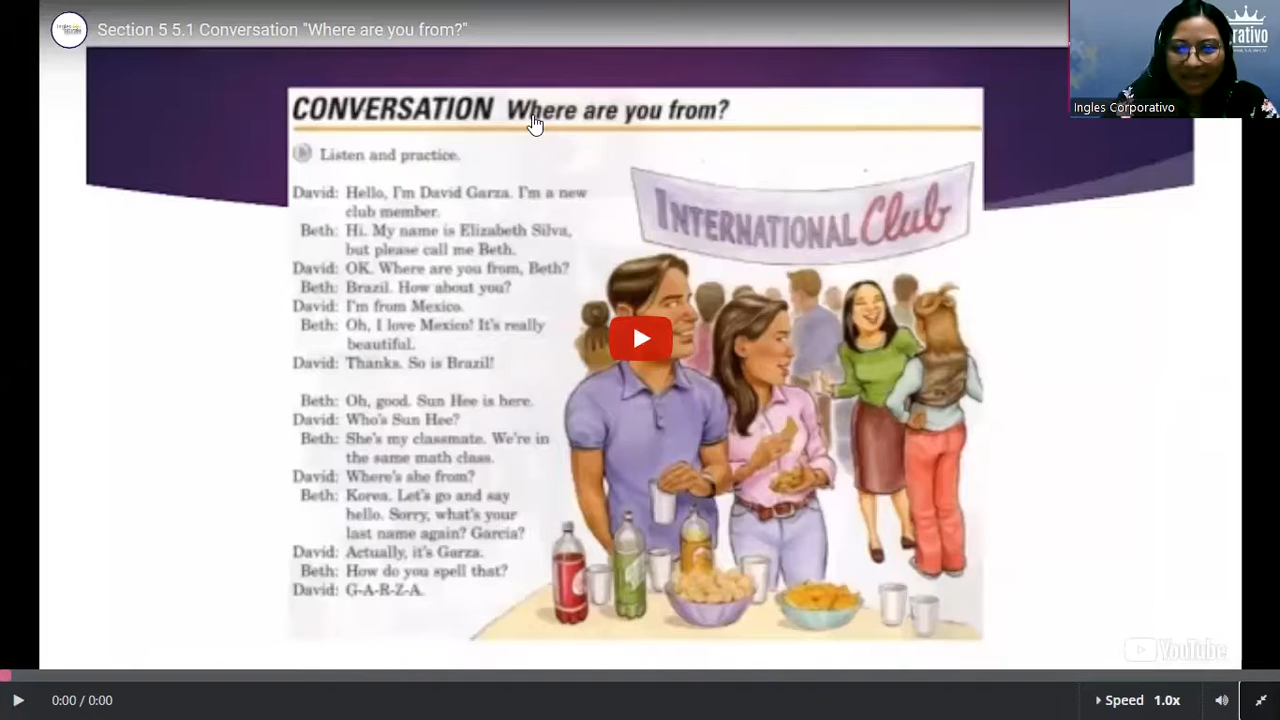 Section 5 5.1 Conversation "Where are you from?"
rativo
Ingles Corporativo
CONVERSATION Where are you from?
Listen and practice.
David: Hello, I'm David Garza. I'm a new
club member.
Beth: Hi. My name is Elizabeth Silva,
but please call me Beth.
David: OK. Where are you from, Beth?
Beth: Brazil. How about you?
David: I'm from Mexico.
Beth: Oh, I love Mexico! It's really
beautiful.
David: Thanks. So is Brazil!
Beth: Oh, good. Sun Hee is here.
David: Who's Sun Hee?
Beth: She's my classmate. We're in
the same math class.
David: Where's she from?
Beth: Korea. Let's go and say
hello. Sorry, what's your
last name again? Garcia?
David: Actually, it's Garza.
Beth: How do you spell that?
David: G-A-R-Z-A.
INTERNATIONAL Club
YouTube
0:00 / 0:00
Speed 1.0x